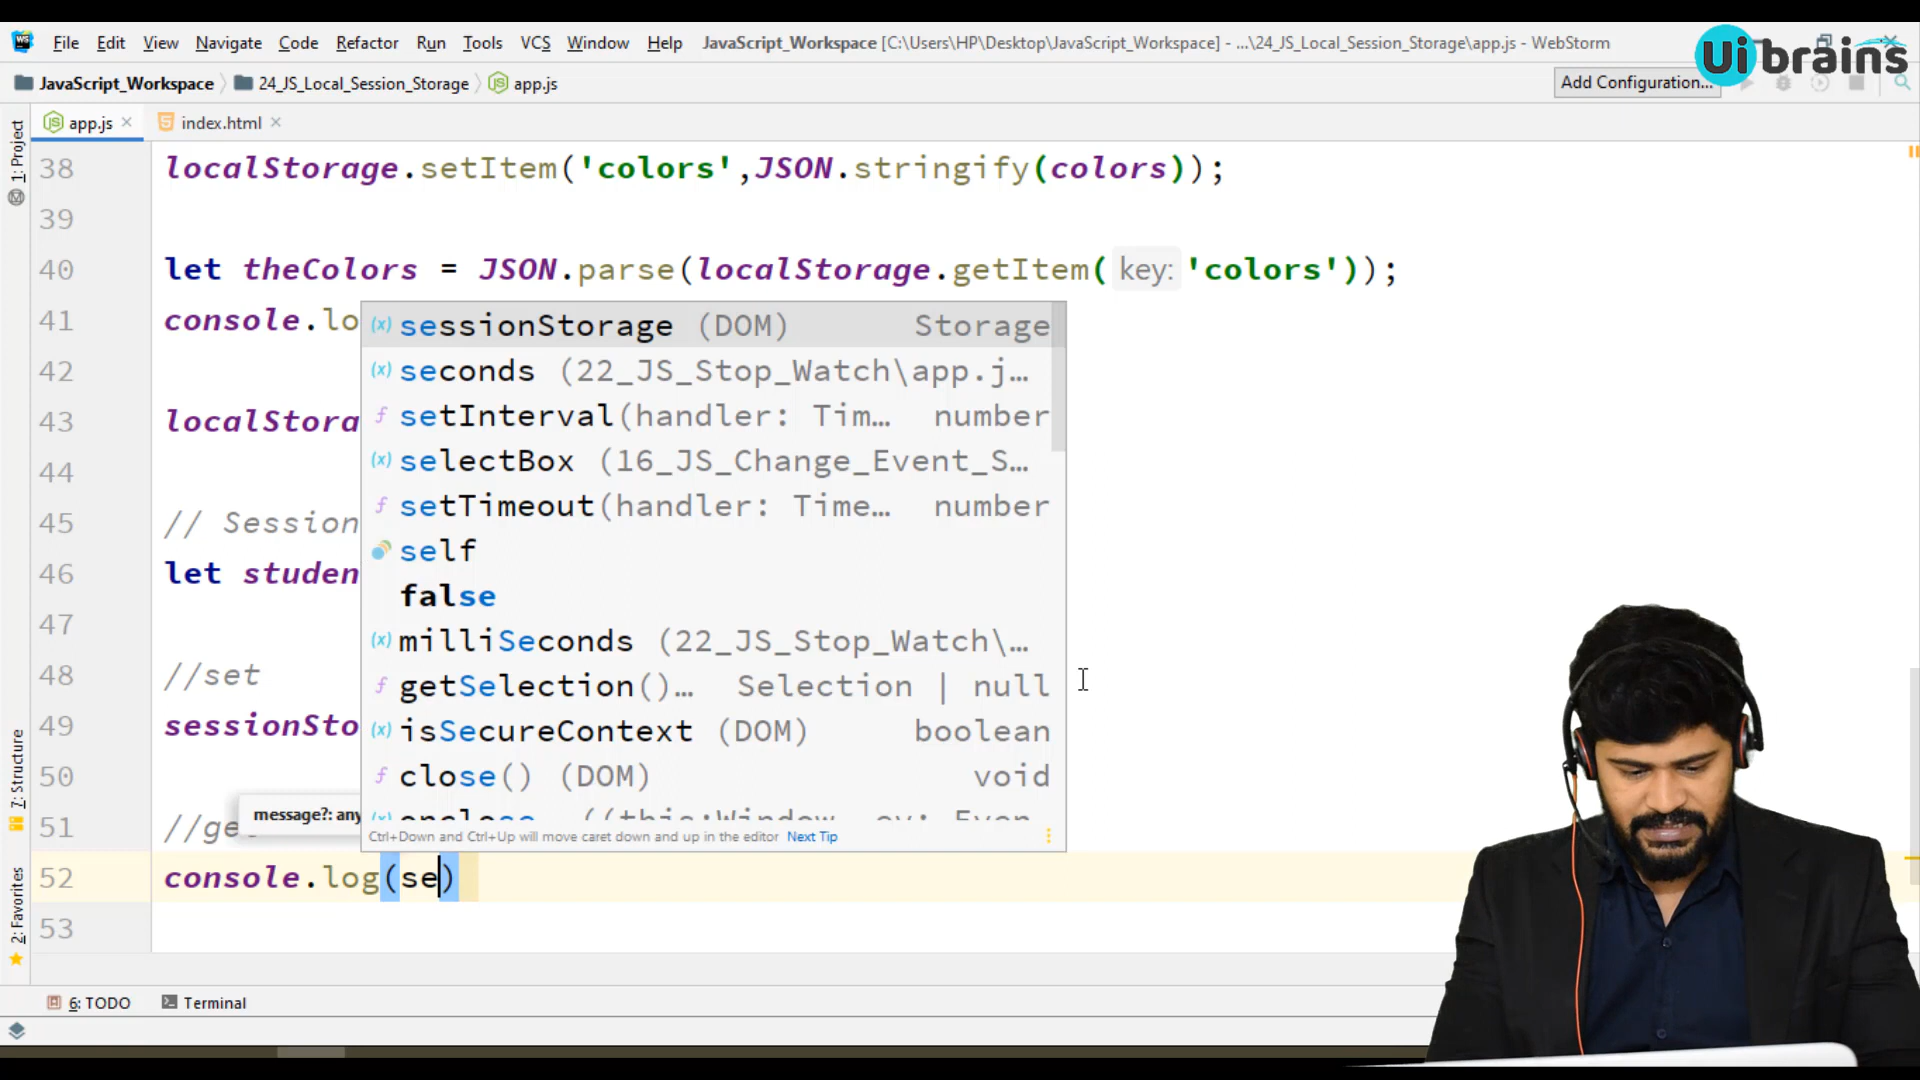 WS File Edit View Navigate Code Refactor Run Tools VCS Window Help JavaScript_Workspace [C:\Users\HP\Desktop\JavaScript_Workspace] - ...\24_JS_Local_Session_Storage\app.js - WebStorm
Ui brains
JavaScript_Workspace 24_JS_Local_Session_Storage app.js Add Configuration...
app.js index.html
1: Project
7: Structure
2: Favorites
38 localStorage.setItem('colors',JSON.stringify(colors));
39
40 let theColors = JSON.parse(localStorage.getItem( key: 'colors'));
41 console.lo
42
43 localStora
44
45 // Session
46 let studen
47
48 //set
49 sessionSto
50
51 //ge
52 console.log(se)
53
sessionStorage (DOM) Storage
seconds (22_JS_Stop_Watch\app.j…
setInterval(handler: Tim… number
selectBox (16_JS_Change_Event_S…
setTimeout(handler: Time… number
self
false
milliSeconds (22_JS_Stop_Watch\…
getSelection()… Selection | null
isSecureContext (DOM) boolean
close() (DOM) void
Ctrl+Down and Ctrl+Up will move caret down and up in the editor Next Tip
message?: any
6: TODO Terminal